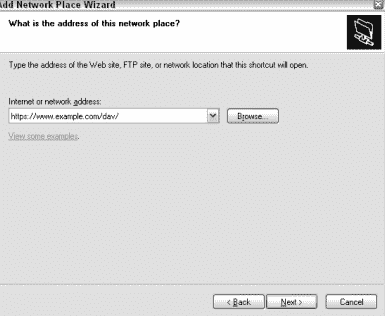 Add Network Place Wizard
What is the address of this network place?
Type the address of the Web site, FTP site, or network location that this shortcut will open.
Internet or network address:
https://www.example.com/dav/
Browse...
View some examples.
< Back
Next >
Cancel